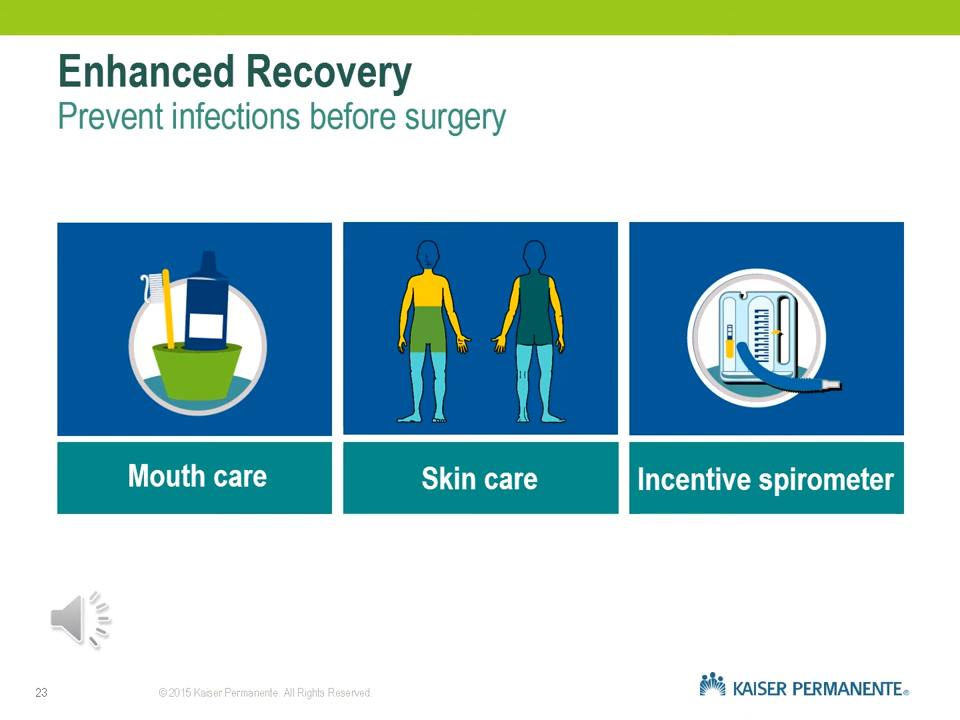 Enhanced Recovery
Prevent infections before surgery
Mouth care
Skin care
Incentive spirometer
23
© 2015 Kaiser Permanente. All Rights Reserved.
KAISER PERMANENTE®